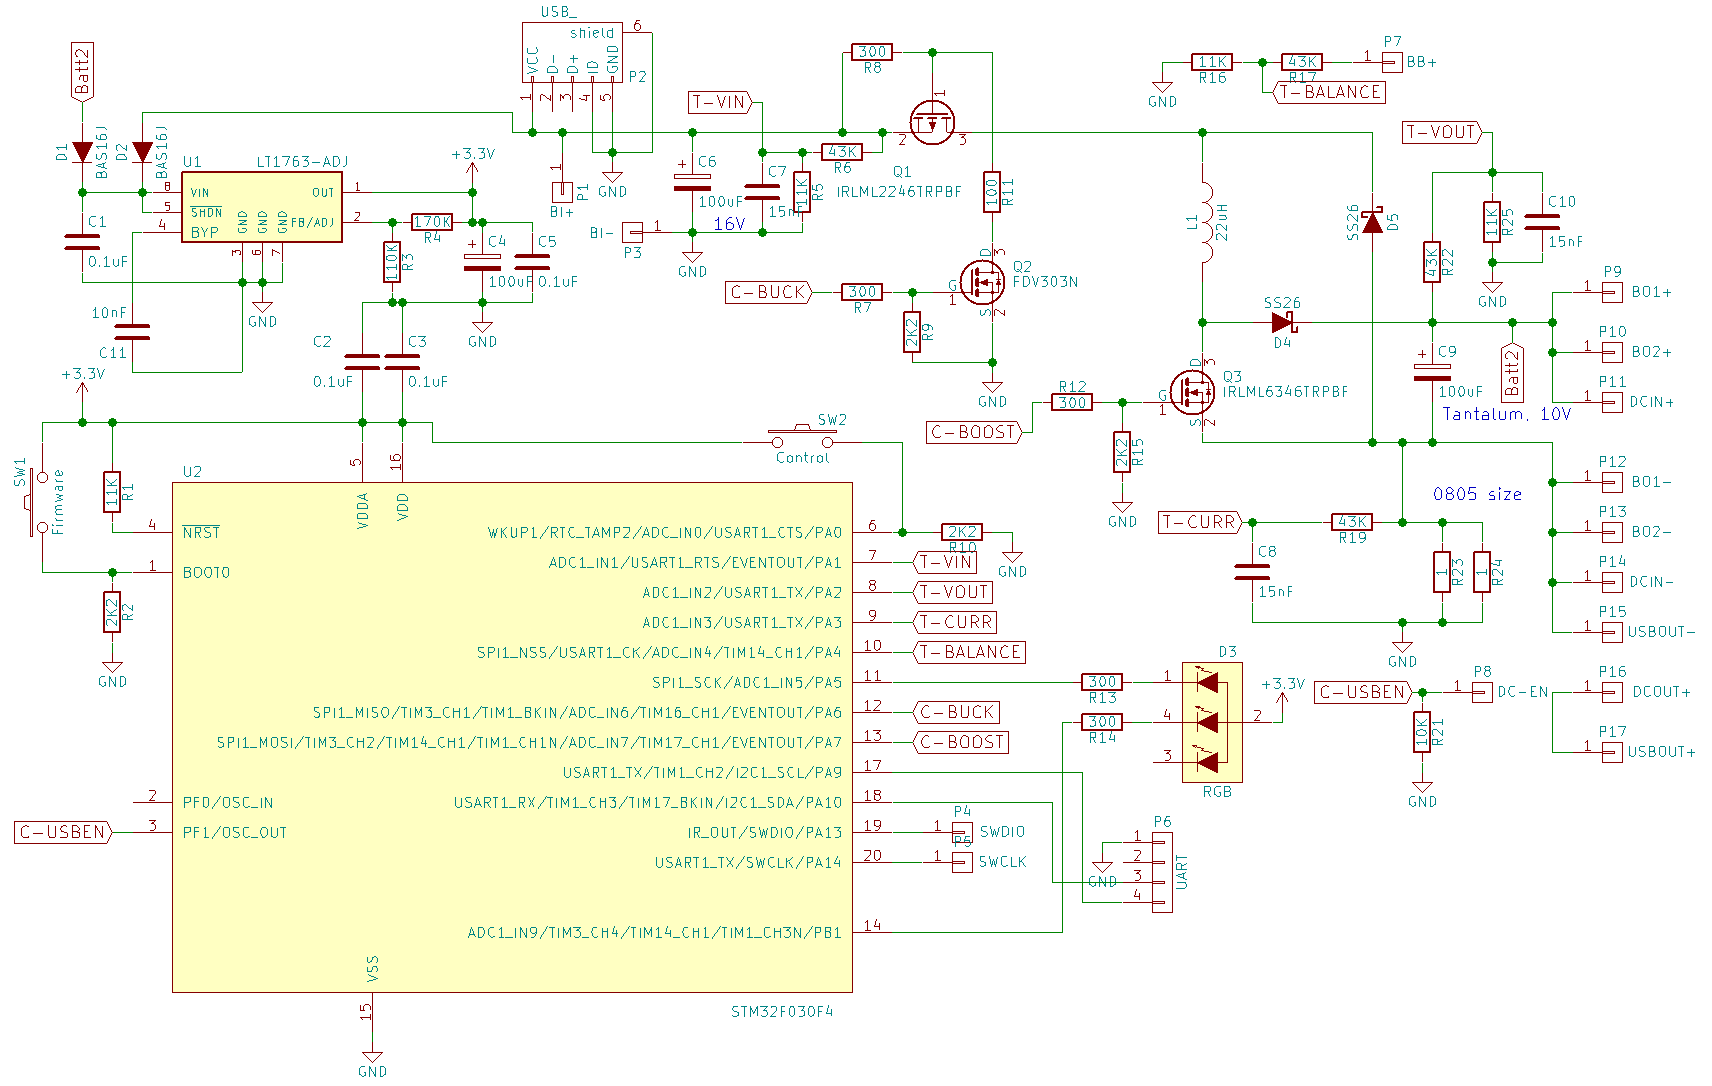 USB_
shield
6
VCC
D-
D+
ID
GND
P2
1
2
3
4
5
GND
Batt2
D1
BAS16J
D2
BAS16J
U1
LT1763-ADJ
8
VIN
5
SHDN
4
BYP
GND
GND
GND
3
6
7
OUT
1
FB/ADJ
2
+3.3V
C1
0.1uF
10nF
C11
GND
170K
R4
110K
R3
C4
100uF
C5
0.1uF
GND
C2
0.1uF
C3
0.1uF
1
P1
BI+
T-VIN
C6
100uF
16V
C7
15nF
11K
R5
43K
R6
BI-
1
P3
GND
300
R8
1
2
3
Q1
IRLML2246TRPBF
100
R11
C-BUCK
300
R7
2K2
R9
G
1
D
3
S
2
Q2
FDV303N
GND
GND
11K
R16
43K
R17
1
P7
BB+
T-BALANCE
T-VOUT
L1
22uH
SS26
D5
11K
R25
C10
15nF
GND
43K
R22
SS26
D4
C9
100uF
Tantalum. 10V
Batt2
P9
1
BO1+
P10
1
BO2+
P11
1
DCIN+
R12
300
C-BOOST
2K2
R15
GND
G
1
D
3
S
2
Q3
IRLML6346TRPBF
0805 size
T-CURR
43K
R19
C8
15nF
1
R23
1
R24
GND
P12
1
BO1-
P13
1
BO2-
P14
1
DCIN-
P15
1
USBOUT-
P16
1
DCOUT+
P17
1
USBOUT+
C-USBEN
P8
1
DC-EN
10K
R21
GND
+3.3V
SW1
Firmware
11K
R1
2K2
R2
GND
SW2
Control
U2
5
VDDA
16
VDD
4
NRST
1
BOOT0
2
PF0/OSC_IN
C-USBEN
3
PF1/OSC_OUT
WKUP1/RTC_TAMP2/ADC_IN0/USART1_CTS/PA0
6
2K2
R10
GND
ADC1_IN1/USART1_RTS/EVENTOUT/PA1
7
T-VIN
ADC1_IN2/USART1_TX/PA2
8
T-VOUT
ADC1_IN3/USART1_TX/PA3
9
T-CURR
SPI1_NSS/USART1_CK/ADC_IN4/TIM14_CH1/PA4
10
T-BALANCE
SPI1_SCK/ADC1_IN5/PA5
11
SPI1_MISO/TIM3_CH1/TIM1_BKIN/ADC_IN6/TIM16_CH1/EVENTOUT/PA6
12
C-BUCK
SPI1_MOSI/TIM3_CH2/TIM14_CH1/TIM1_CH1N/ADC_IN7/TIM17_CH1/EVENTOUT/PA7
13
C-BOOST
USART1_TX/TIM1_CH2/I2C1_SCL/PA9
17
USART1_RX/TIM1_CH3/TIM17_BKIN/I2C1_SDA/PA10
18
IR_OUT/SWDIO/PA13
19
P4
1
SWDIO
USART1_TX/SWCLK/PA14
20
P5
1
SWCLK
ADC1_IN9/TIM3_CH4/TIM14_CH1/TIM1_CH3N/PB1
14
VSS
15
GND
STM32F030F4
300
R13
300
R14
D3
1
4
3
2
RGB
+3.3V
P6
1
2
3
4
UART
GND